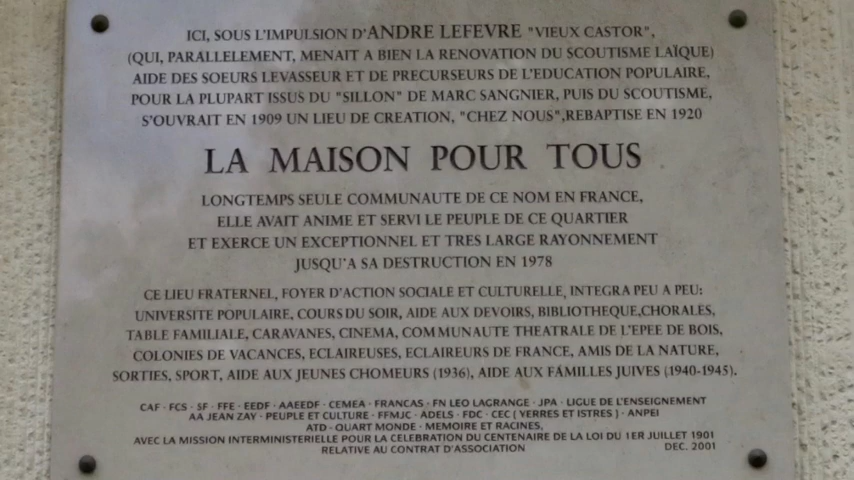 ICI, SOUS L'IMPULSION D'ANDRE LEFEVRE "VIEUX CASTOR",
(QUI, PARALLELEMENT, MENAIT A BIEN LA RENOVATION DU SCOUTISME LAÏQUE)
AIDE DES SOEURS LEVASSEUR ET DE PRECURSEURS DE L'EDUCATION POPULAIRE,
POUR LA PLUPART ISSUS DU "SILLON" DE MARC SANGNIER, PUIS DU SCOUTISME,
S'OUVRAIT EN 1909 UN LIEU DE CREATION, "CHEZ NOUS",REBAPTISE EN 1920
LA MAISON POUR TOUS
LONGTEMPS SEULE COMMUNAUTE DE CE NOM EN FRANCE,
ELLE AVAIT ANIME ET SERVI LE PEUPLE DE CE QUARTIER
ET EXERCE UN EXCEPTIONNEL ET TRES LARGE RAYONNEMENT
JUSQU'A SA DESTRUCTION EN 1978
CE LIEU FRATERNEL, FOYER D'ACTION SOCIALE ET CULTURELLE, INTEGRA PEU A PEU:
UNIVERSITE POPULAIRE, COURS DU SOIR, AIDE AUX DEVOIRS, BIBLIOTHEQUE,CHORALES,
TABLE FAMILIALE, CARAVANES, CINEMA, COMMUNAUTE THEATRALE DE L'EPEE DE BOIS,
COLONIES DE VACANCES, ECLAIREUSES, ECLAIREURS DE FRANCE, AMIS DE LA NATURE,
SORTIES, SPORT, AIDE AUX JEUNES CHOMEURS (1936), AIDE AUX FAMILLES JUIVES (1940-1945).
CAF · FCS · SF · FFE · EEDF · AAEEDF · CEMEA · FRANCAS · FN LEO LAGRANGE · JPA · LIGUE DE L'ENSEIGNEMENT
AA JEAN ZAY · PEUPLE ET CULTURE · FFMJC · ADELS · FDC · CEC ( YERRES ET ISTRES ) · ANPEI
ATD · QUART MONDE · MEMOIRE ET RACINES,
AVEC LA MISSION INTERMINISTERIELLE POUR LA CELEBRATION DU CENTENAIRE DE LA LOI DU 1ER JUILLET 1901
RELATIVE AU CONTRAT D'ASSOCIATION DEC. 2001